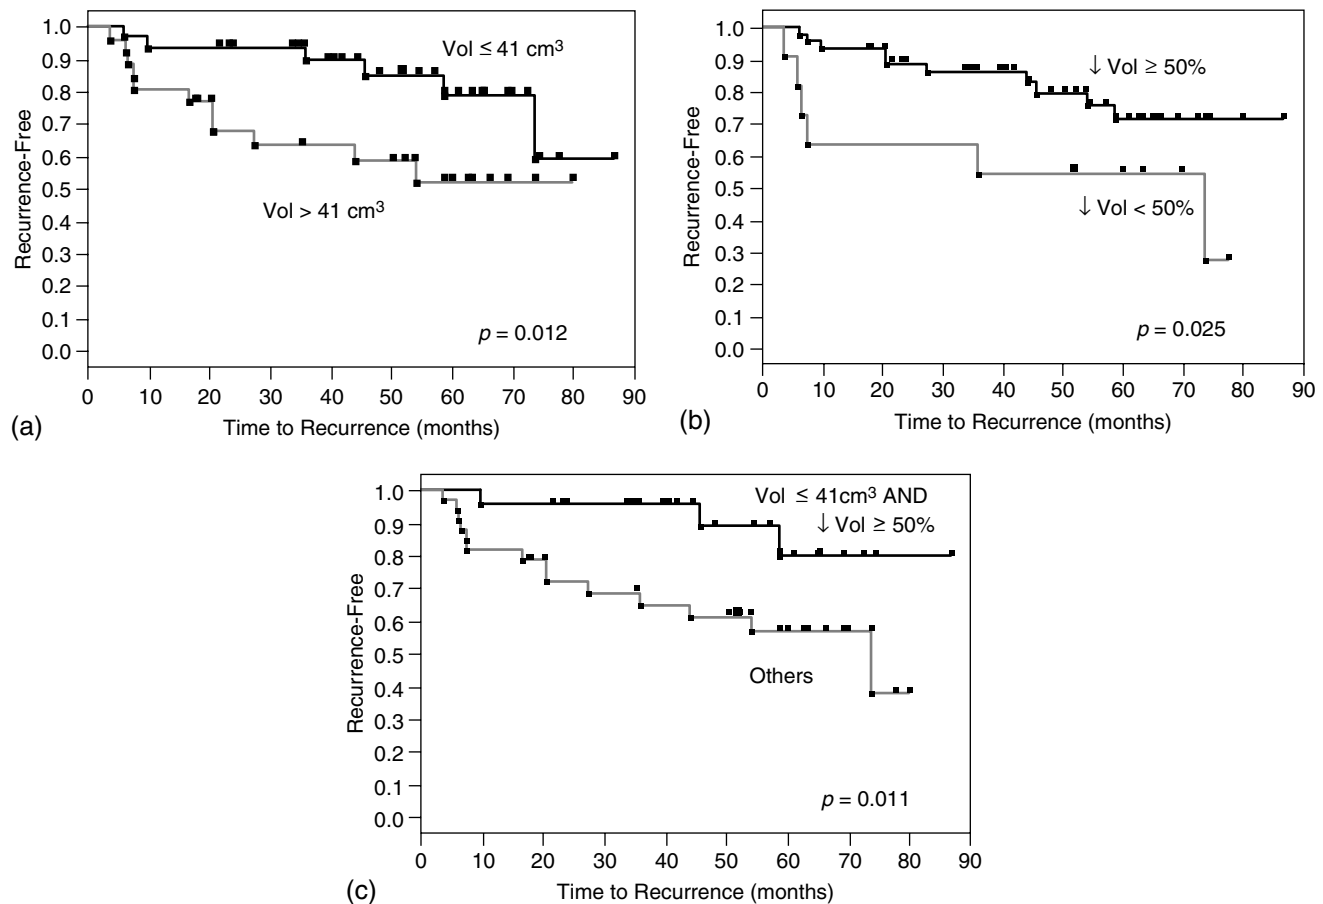 1.0
0.9
0.8
0.7
0.6
0.5
0.4
0.3
0.2
0.1
0.0
Recurrence-Free
Vol ≤ 41 cm³
Vol > 41 cm³
p = 0.012
0 10 20 30 40 50 60 70 80 90
Time to Recurrence (months)
(a)
1.0
0.9
0.8
0.7
0.6
0.5
0.4
0.3
0.2
0.1
0.0
Recurrence-Free
↓ Vol ≥ 50%
↓ Vol < 50%
p = 0.025
0 10 20 30 40 50 60 70 80 90
Time to Recurrence (months)
(b)
1.0
0.9
0.8
0.7
0.6
0.5
0.4
0.3
0.2
0.1
0.0
Recurrence-Free
Vol ≤ 41cm³ AND
↓ Vol ≥ 50%
Others
p = 0.011
0 10 20 30 40 50 60 70 80 90
Time to Recurrence (months)
(c)